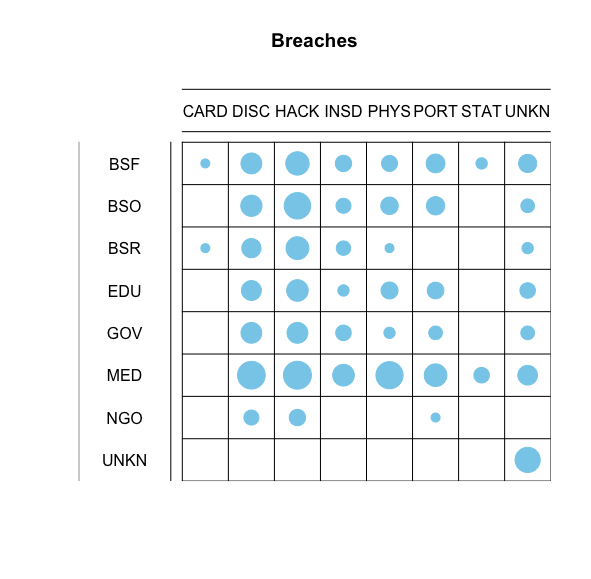 Breaches
CARD DISC HACK INSD PHYS PORT STAT UNKN
BSF
BSO
BSR
EDU
GOV
MED
NGO
UNKN